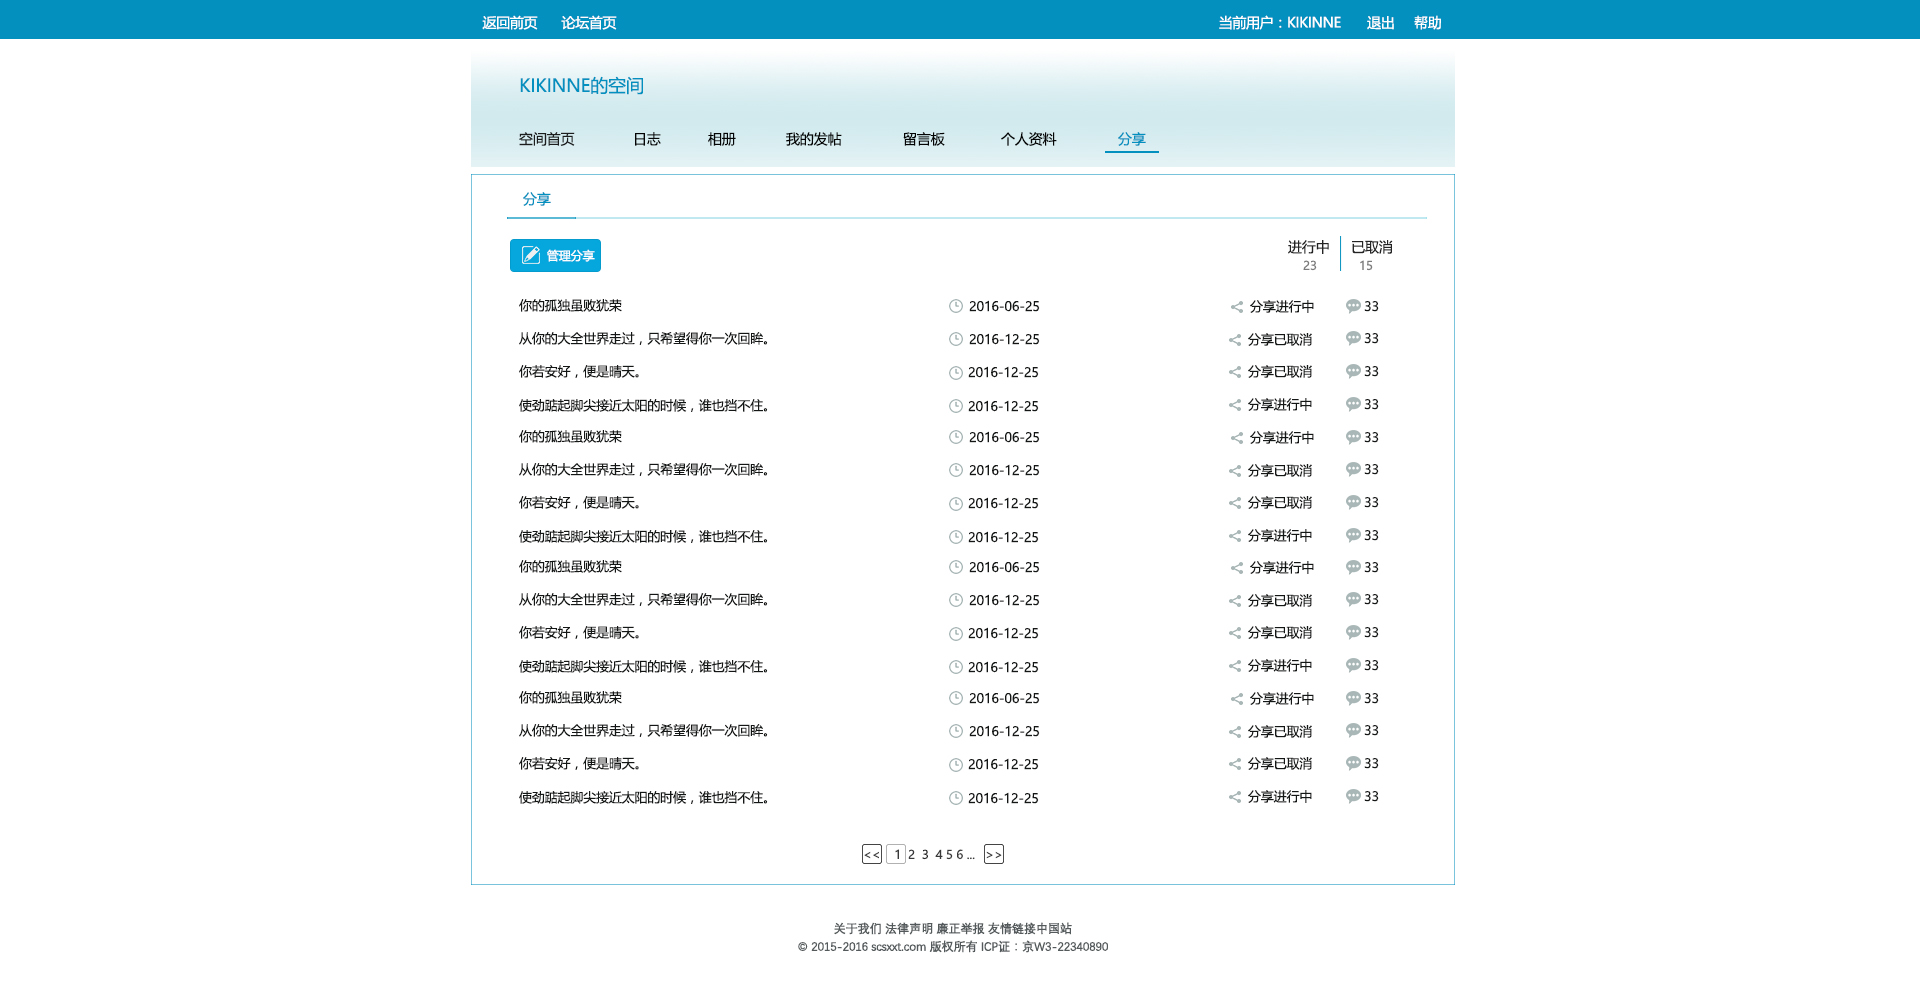 返回前页 论坛首页 当前用户：KIKINNE 退出 帮助
KIKINNE的空间
空间首页 日志 相册 我的发帖 留言板 个人资料 分享
分享
管理分享 进行中 已取消
23 15
你的孤独虽败犹荣 2016-06-25 分享进行中 33
从你的大全世界走过，只希望得你一次回眸。 2016-12-25 分享已取消 33
你若安好，便是晴天。 2016-12-25 分享已取消 33
使劲踮起脚尖接近太阳的时候，谁也挡不住。 2016-12-25 分享进行中 33
你的孤独虽败犹荣 2016-06-25 分享进行中 33
从你的大全世界走过，只希望得你一次回眸。 2016-12-25 分享已取消 33
你若安好，便是晴天。 2016-12-25 分享已取消 33
使劲踮起脚尖接近太阳的时候，谁也挡不住。 2016-12-25 分享进行中 33
你的孤独虽败犹荣 2016-06-25 分享进行中 33
从你的大全世界走过，只希望得你一次回眸。 2016-12-25 分享已取消 33
你若安好，便是晴天。 2016-12-25 分享已取消 33
使劲踮起脚尖接近太阳的时候，谁也挡不住。 2016-12-25 分享进行中 33
你的孤独虽败犹荣 2016-06-25 分享进行中 33
从你的大全世界走过，只希望得你一次回眸。 2016-12-25 分享已取消 33
你若安好，便是晴天。 2016-12-25 分享已取消 33
使劲踮起脚尖接近太阳的时候，谁也挡不住。 2016-12-25 分享进行中 33
<< 1 2 3 4 5 6 ... >>
关于我们 法律声明 廉正举报 友情链接中国站
© 2015-2016 scsxxt.com 版权所有 ICP证：京W3-22340890